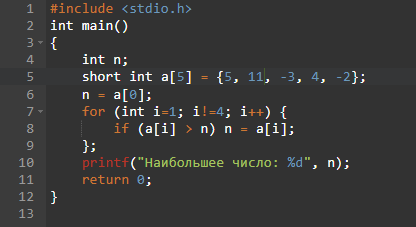 1 #include <stdio.h>
2 int main()
3 {
4     int n;
5     short int a[5] = {5, 11, -3, 4, -2};
6     n = a[0];
7     for (int i=1; i!=4; i++) {
8         if (a[i] > n) n = a[i];
9     };
10     printf("Наибольшее число: %d", n);
11     return 0;
12 }
13